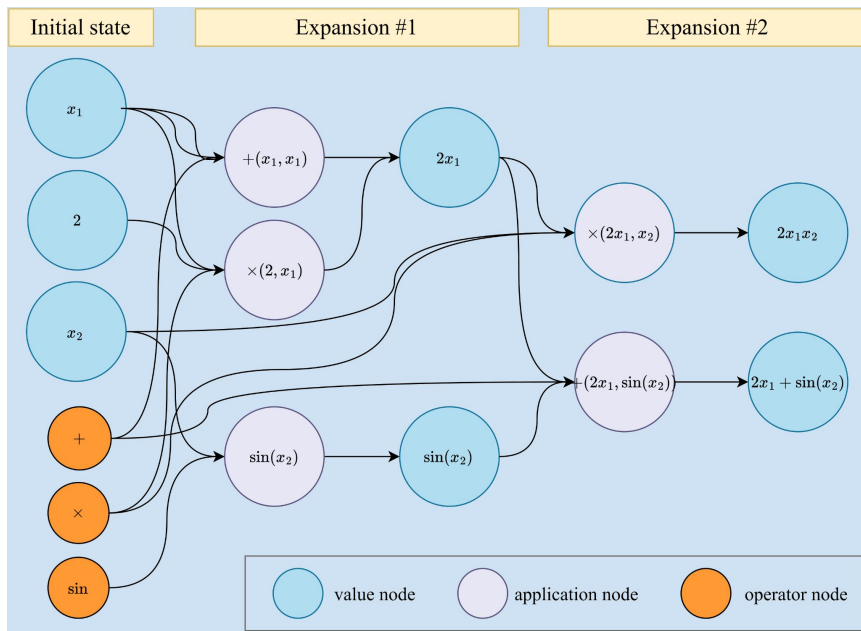 Initial state
Expansion #1
Expansion #2
x₁
+(x₁, x₁)
2x₁
2
×(2, x₁)
×(2x₁, x₂)
2x₁x₂
x₂
+(2x₁, sin(x₂))
2x₁ + sin(x₂)
+
sin(x₂)
sin(x₂)
×
sin
value node
application node
operator node